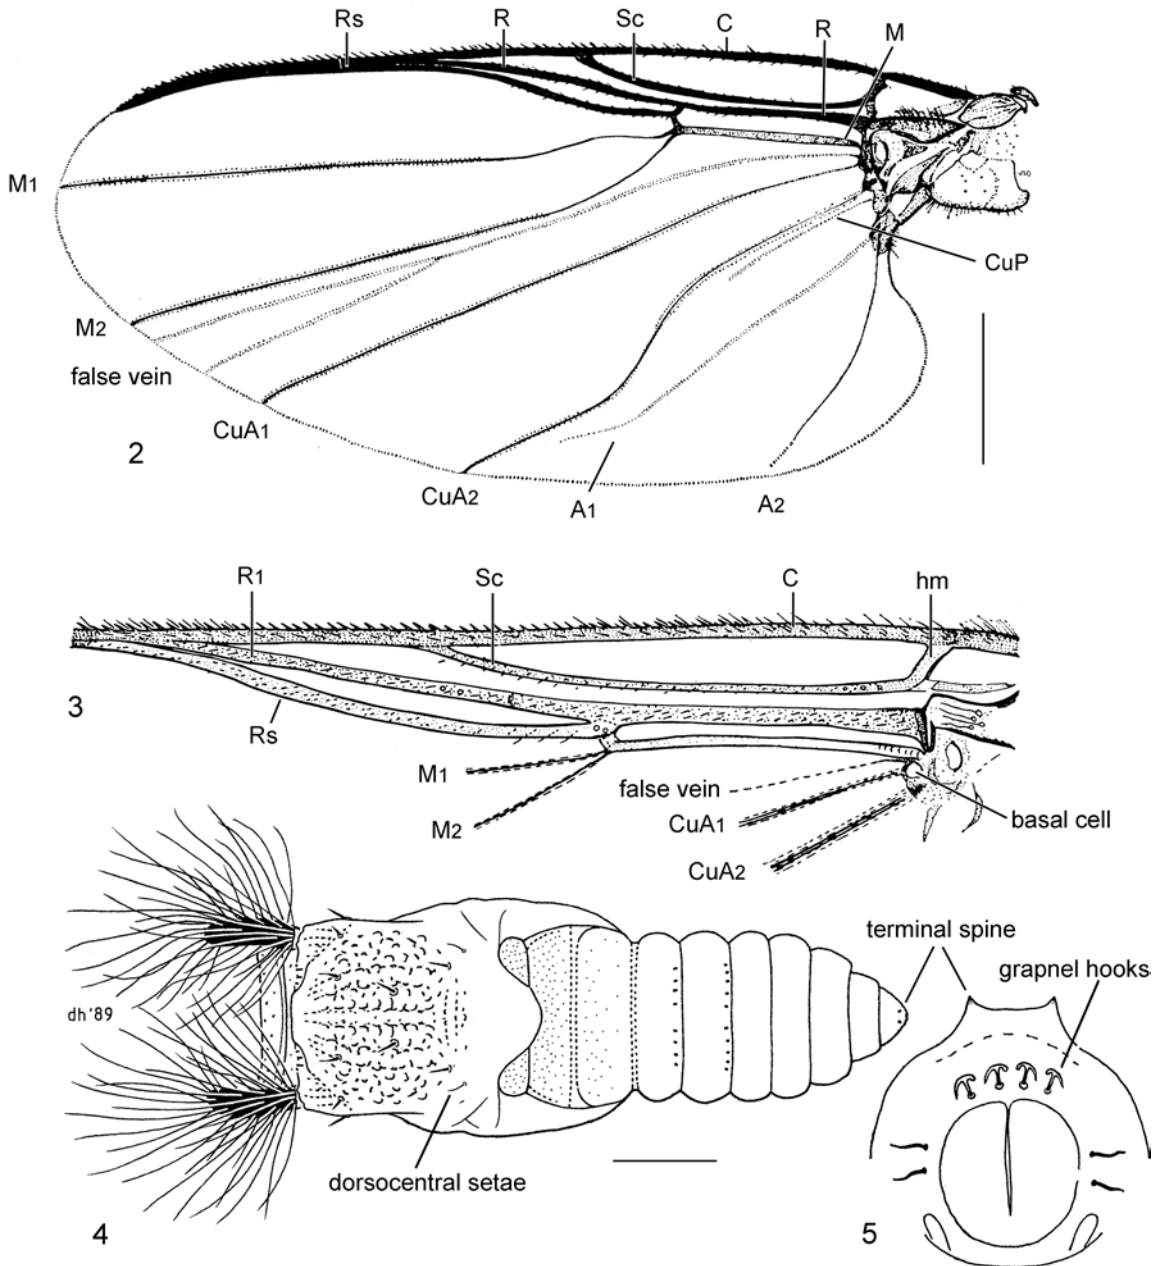 Rs R Sc C R M
M1
CuP
M2
false vein
CuA1
2
CuA2
A1
A2
R1 Sc C hm
3
Rs
M1
false vein
M2
CuA1
basal cell
CuA2
terminal spine
grapnel hooks
dh'89
dorsocentral setae
4
5